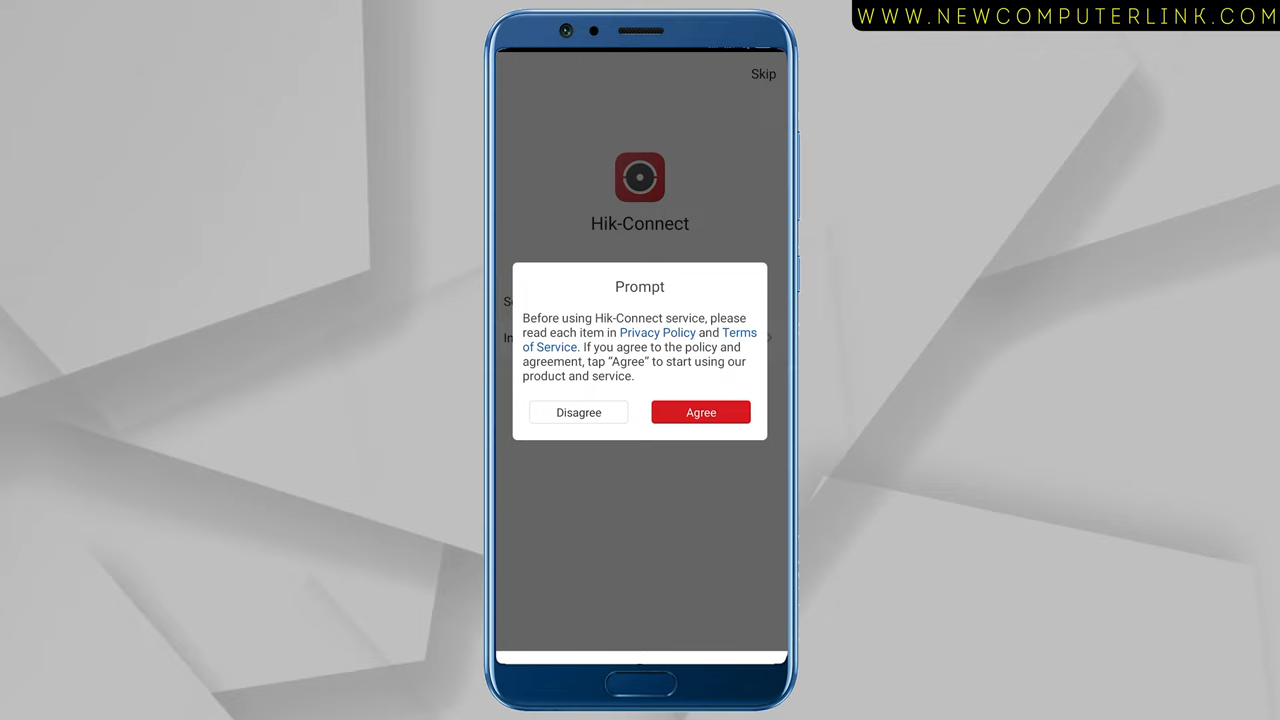 WWW.NEWCOMPUTERLINK.COM
Skip
Hik-Connect
Prompt
Before using Hik-Connect service, please
read each item in Privacy Policy and Terms
of Service. If you agree to the policy and
agreement, tap “Agree” to start using our
product and service.
Disagree
Agree